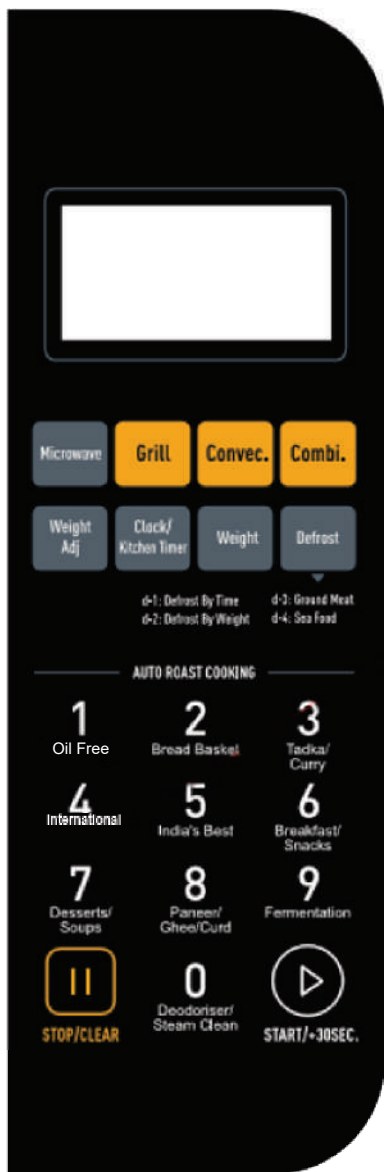 Microwave Grill Convec. Combi.
Weight Clock/ Weight Defrost
Adj Kitchen Timer
d-1: Defrost By Time d-3: Ground Meat
d-2: Defrost By Weight d-4: Sea Food
AUTO ROAST COOKING
1 2 3
Oil Free Bread Basket Tadka/
Curry
4 5 6
International India's Best Breakfast/
Snacks
7 8 9
Desserts/ Paneer/ Fermentation
Soups Ghee/Curd
0
Deodoriser/
Steam Clean
STOP/CLEAR START/+30SEC.